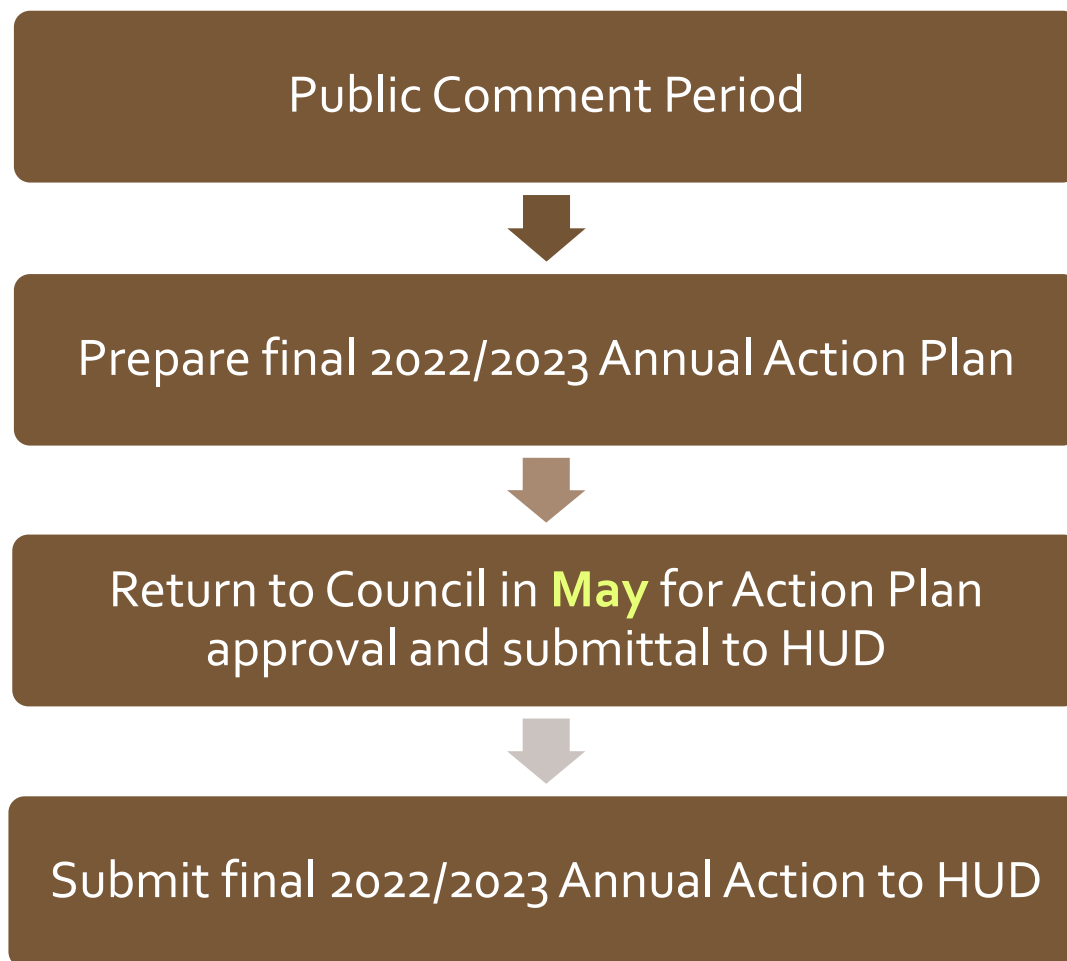 Public Comment Period
Prepare final 2022/2023 Annual Action Plan
Return to Council in May for Action Plan
approval and submittal to HUD
Submit final 2022/2023 Annual Action to HUD